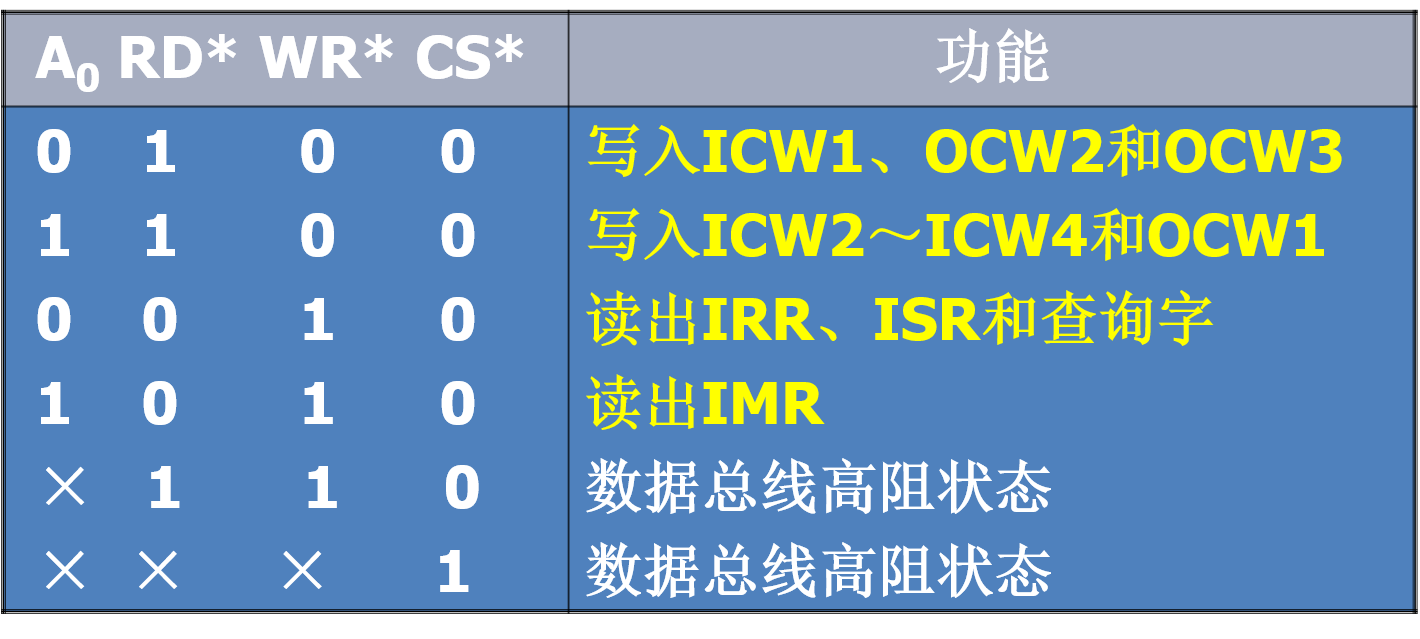 A₀ RD* WR* CS* 功能
0 1 0 0 写入ICW1、OCW2和OCW3
1 1 0 0 写入ICW2～ICW4和OCW1
0 0 1 0 读出IRR、ISR和查询字
1 0 1 0 读出IMR
× 1 1 0 数据总线高阻状态
× × × 1 数据总线高阻状态